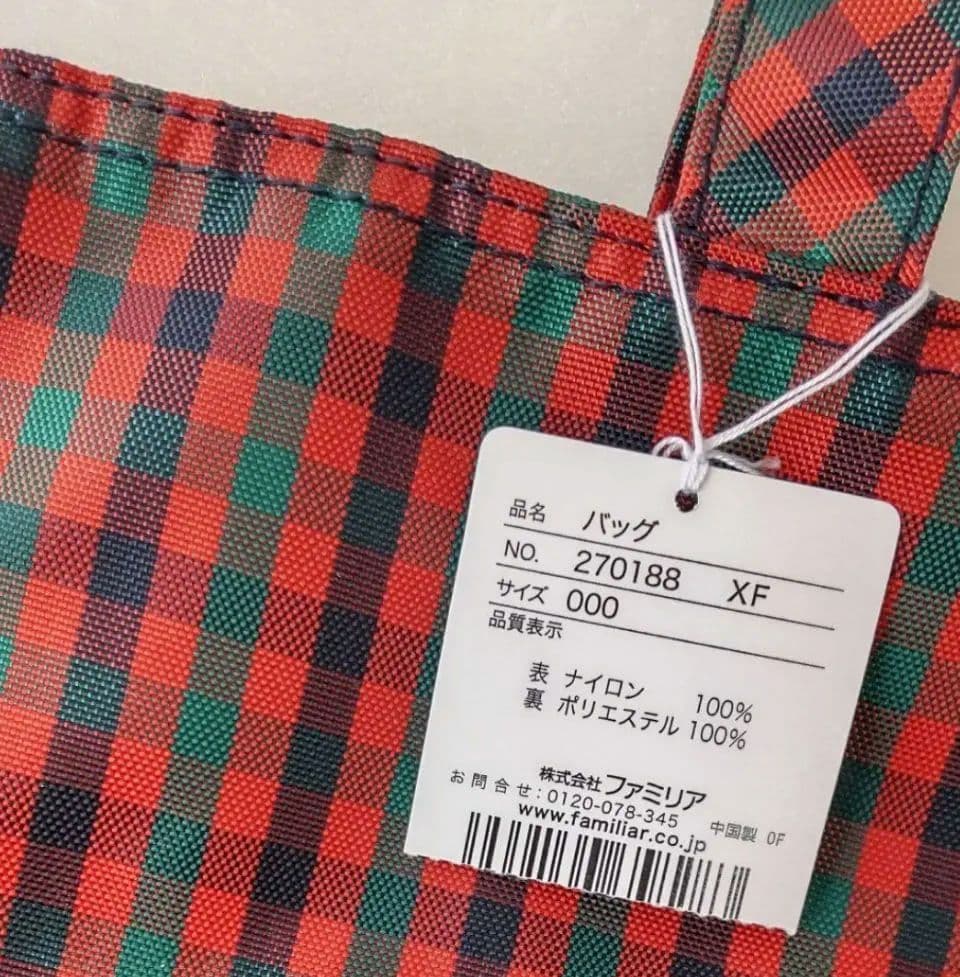 品名 バッグ
NO. 270188 XF
サイズ 000
品質表示
表 ナイロン 100%
裏 ポリエステル 100%
株式会社ファミリア
お問合せ:0120-078-345
www.familiar.co.jp 中国製 0F